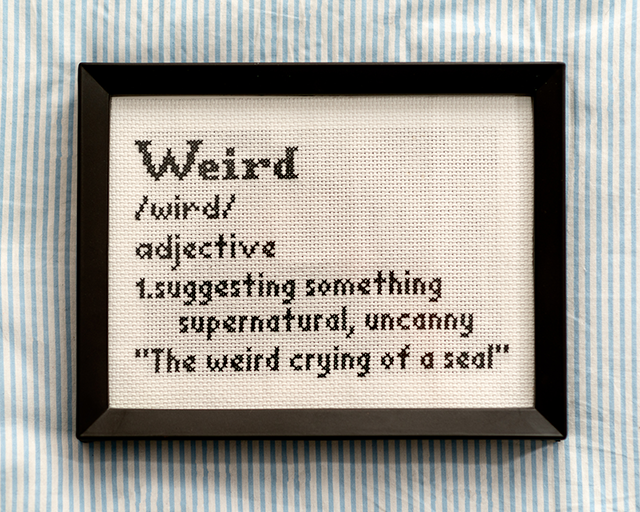 Weird
/wird/
adjective
1.suggesting something
supernatural, uncanny
"The weird crying of a seal"